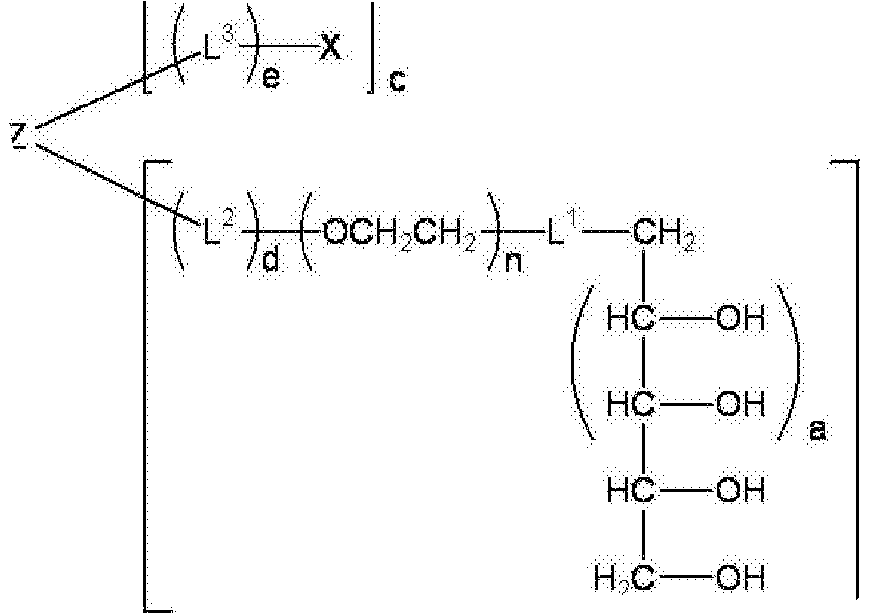 [(L³)e—X]c
Z
[(L²)d—(OCH₂CH₂)n—L¹—CH₂
(HC—OH
HC—OH)a
HC—OH
H₂C—OH]